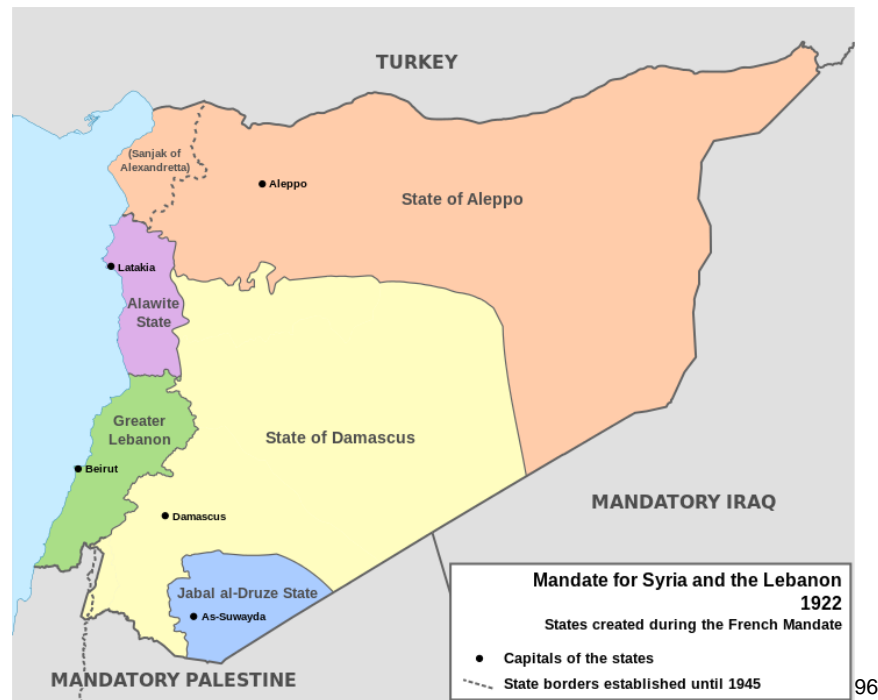 TURKEY
(Sanjak of
Alexandretta)
Aleppo
State of Aleppo
Latakia
Alawite
State
Greater
Lebanon
State of Damascus
Beirut
MANDATORY IRAQ
Damascus
Jabal al-Druze State
As-Suwayda
MANDATORY PALESTINE
Mandate for Syria and the Lebanon
1922
States created during the French Mandate
Capitals of the states
State borders established until 1945
96